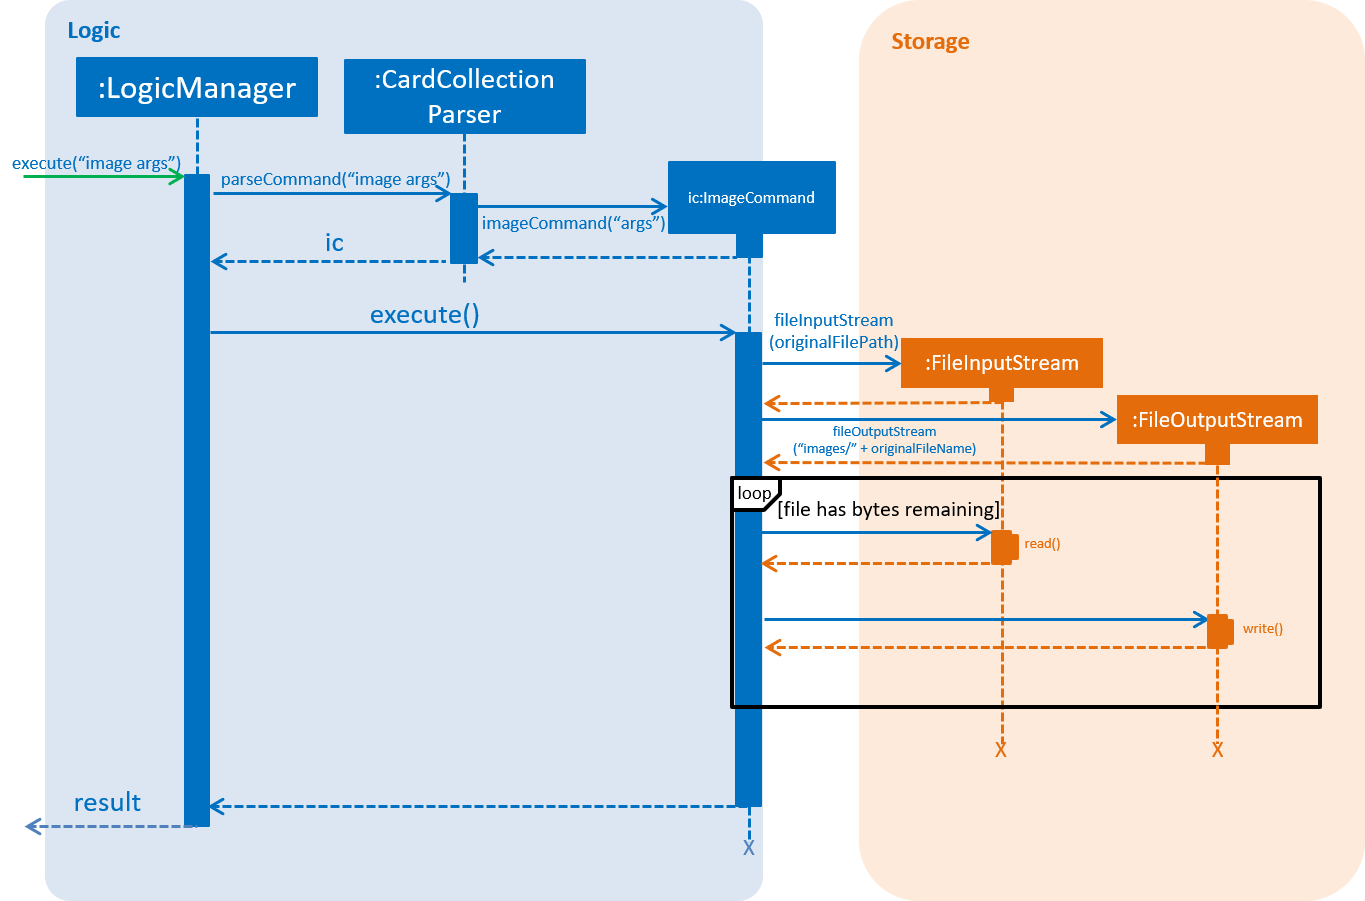 Logic
Storage
:LogicManager
:CardCollection
Parser
execute(“image args”)
parseCommand(“image args”)
ic:ImageCommand
imageCommand(“args”)
ic
execute()
fileInputStream
(originalFilePath)
:FileInputStream
:FileOutputStream
fileOutputStream
(“images/” + originalFileName)
loop
[file has bytes remaining]
read()
write()
X
X
result
X